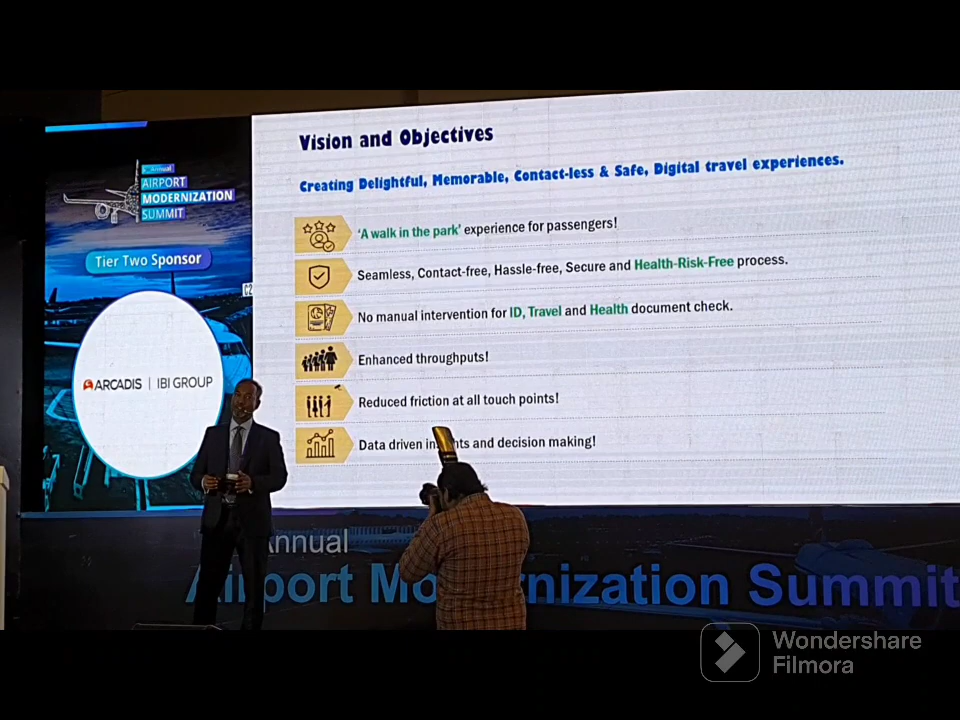 Vision and Objectives
Creating Delightful, Memorable, Contact-less & Safe, Digital travel experiences.
'A walk in the park' experience for passengers!
Seamless, Contact-free, Hassle-free, Secure and Health-Risk-Free process.
No manual intervention for ID, Travel and Health document check.
Enhanced throughputs!
Reduced friction at all touch points!
Data driven and decision making!
Annual
AIRPORT
MODERNIZATION
SUMMIT
Tier Two Sponsor
ARCADIS | IBI GROUP
Annual
Airport Summit
Wondershare
Filmora